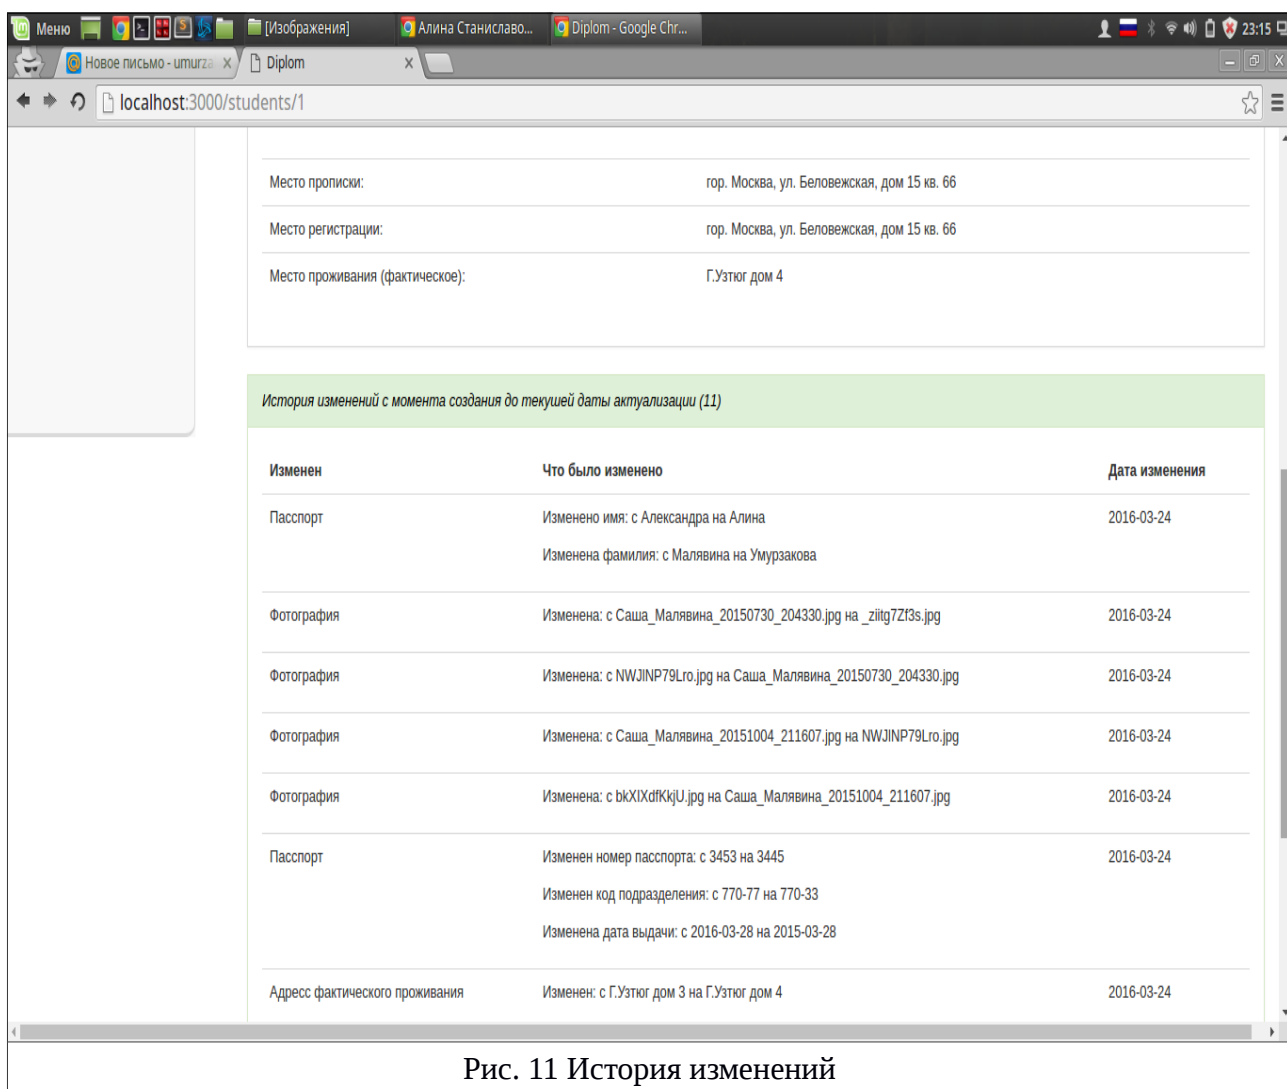 Меню [Изображения] Алина Станиславо... Diplom - Google Chr... 23:15
Новое письмо - umurza Diplom
localhost:3000/students/1
Место прописки: гор. Москва, ул. Беловежская, дом 15 кв. 66
Место регистрации: гор. Москва, ул. Беловежская, дом 15 кв. 66
Место проживания (фактическое): Г.Узтюг дом 4
История изменений с момента создания до текушей даты актуализации (11)
Изменен Что было изменено Дата изменения
Пасспорт Изменено имя: с Александра на Алина 2016-03-24
Изменена фамилия: с Малявина на Умурзакова
Фотография Изменена: с Саша_Малявина_20150730_204330.jpg на _ziitg7Zf3s.jpg 2016-03-24
Фотография Изменена: с NWJINP79Lro.jpg на Саша_Малявина_20150730_204330.jpg 2016-03-24
Фотография Изменена: с Саша_Малявина_20151004_211607.jpg на NWJINP79Lro.jpg 2016-03-24
Фотография Изменена: с bkXIXdfKkjU.jpg на Саша_Малявина_20151004_211607.jpg 2016-03-24
Пасспорт Изменен номер паспорта: с 3453 на 3445 2016-03-24
Изменен код подразделения: с 770-77 на 770-33
Изменена дата выдачи: с 2016-03-28 на 2015-03-28
Адресс фактического проживания Изменен: с Г.Узтюг дом 3 на Г.Узтюг дом 4 2016-03-24
Рис. 11 История изменений